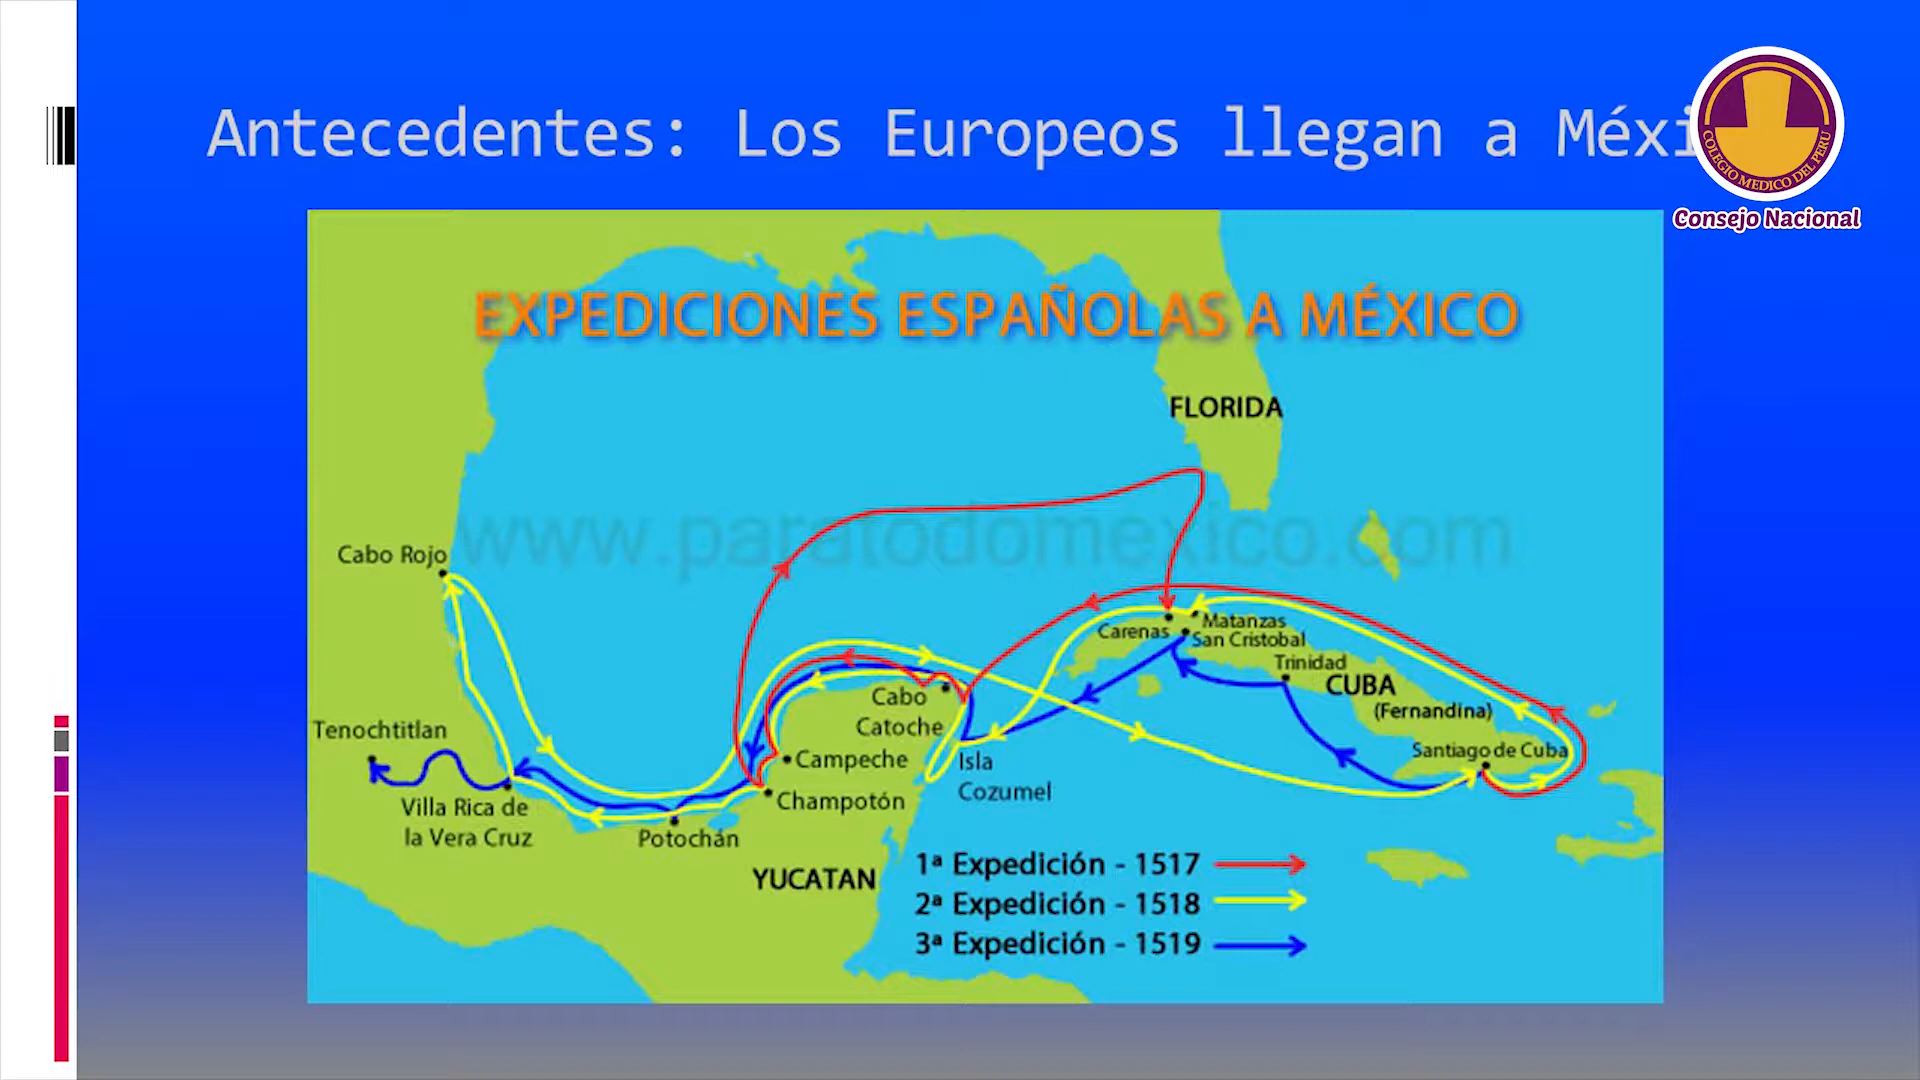 Antecedentes: Los Europeos llegan a Méxi
COLEGIO MEDICO DEL PERU
Consejo Nacional
EXPEDICIONES ESPAÑOLAS A MÉXICO
FLORIDA
www.paratodomexico.com
Cabo Rojo
Matanzas
Carenas
San Cristobal
Trinidad
CUBA
(Fernandina)
Cabo
Catoche
Tenochtitlan
Santiago de Cuba
Campeche
Isla
Cozumel
Champotón
Villa Rica de
la Vera Cruz
Potochán
YUCATAN
1ª Expedición - 1517
2ª Expedición - 1518
3ª Expedición - 1519